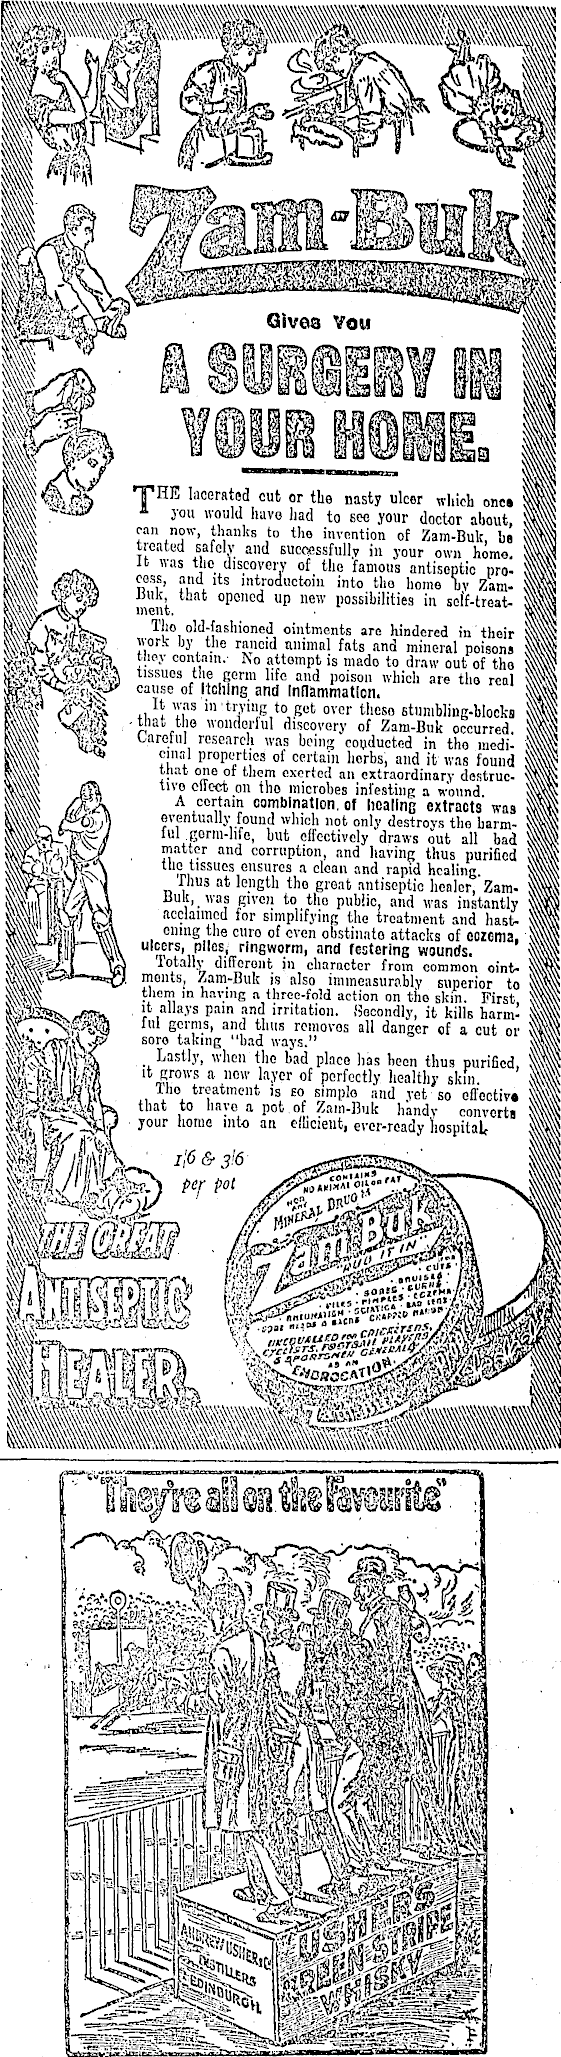 Zam-Buk
Gives You
A SURGERY IN
YOUR HOME.
THE lacerated cut or the nasty ulcer which once
you would have had to see your doctor about,
can now, thanks to the invention of Zam-Buk, be
treated safely and successfully in your own home.
It was the discovery of the famous antiseptic pro-
cess, and its introductoin into the home by Zam-
Buk, that opened up new possibilities in self-treat-
ment.
The old-fashioned ointments are hindered in their
work by the rancid animal fats and mineral poisons
they contain. No attempt is made to draw out of the
tissues the germ life and poison which are the real
cause of itching and inflammation.
It was in trying to get over these stumbling-blocks
that the wonderful discovery of Zam-Buk occurred.
Careful research was being conducted in the medi-
cinal properties of certain herbs, and it was found
that one of them exerted an extraordinary destruc-
tive effect on the microbes infesting a wound.
A certain combination of healing extracts was
eventually found which not only destroys the harm-
ful germ-life, but effectively draws out all bad
matter and corruption, and having thus purified
the tissues ensures a clean and rapid healing.
Thus at length the great antiseptic healer, Zam-
Buk, was given to the public, and was instantly
acclaimed for simplifying the treatment and hast-
ening the cure of even obstinate attacks of eczema,
ulcers, piles, ringworm, and festering wounds.
Totally different in character from common oint-
ments, Zam-Buk is also immeasurably superior to
them in having a three-fold action on the skin. First,
it allays pain and irritation. Secondly, it kills harm-
ful germs, and thus removes all danger of a cut or
sore taking "bad ways."
Lastly, when the bad place has been thus purified,
it grows a new layer of perfectly healthy skin.
The treatment is so simple and yet so effective
that to have a pot of Zam-Buk handy converts
your home into an efficient, ever-ready hospital.
1/6 & 3/6
per pot
THE GREAT
ANTISEPTIC
HEALER.
CONTAINS
NO ANIMAL OIL OR FAT
NOR ANY
MINERAL DRUGS
Zam Buk
"RUB IT IN"
CUTS
BRUISES
SORES BURNS
PILES PIMPLES ECZEMA
RHEUMATISM SCIATICA BAD LEGS
SORE HEADS & BACKS CHAPPED HANDS
UNEQUALLED FOR CRICKETERS,
CYCLISTS, FOOTBALL PLAYERS
& SPORTSMEN GENERALLY
AS AN
EMBROCATION.
"They're all on the Favourite"
ANDREW USHER & CO
DISTILLERS
EDINBURGH
USHER'S
GREEN STRIPE
WHISKY